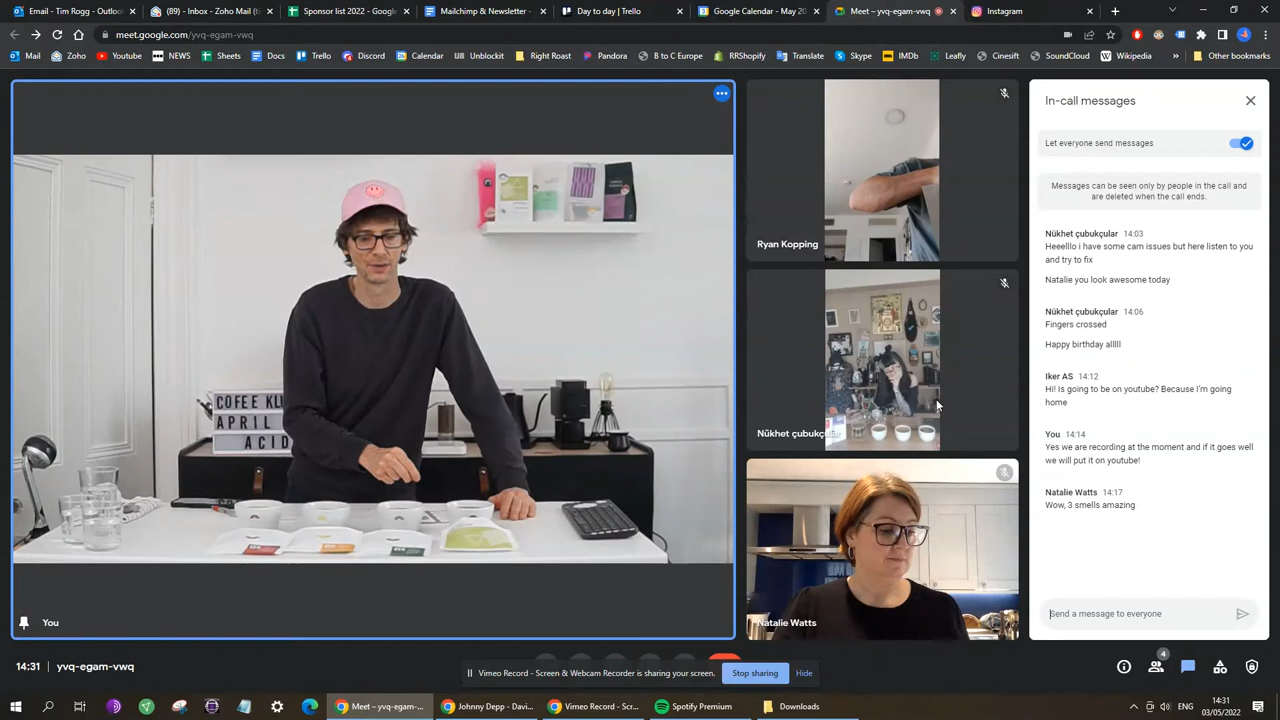 Email - Tim Rogg - Outloo
(89) - Inbox - Zoho Mail (ti
Sponsor list 2022 - Google
Mailchimp & Newsletter -
Day to day | Trello
Google Calendar - May 20
Meet – yvq-egam-vwq
Instagram
meet.google.com/yvq-egam-vwq
Mail
Zoho
Youtube
NEWS
Sheets
Docs
Trello
Discord
Calendar
Unbound
Right Roast
Pandora
B to C Europe
RRShopify
Translate
Skype
IMDb
Leafly
Cinesift
SoundCloud
Wikipedia
»
Other bookmarks
COFEE KL
APRIL
ACID
You
Ryan Kopping
Nükhet çubukç
Natalie Watts
In-call messages
Let everyone send messages
Messages can be seen only by people in the call and
are deleted when the call ends.
Nükhet çubukçular 14:03
Heeelllo i have some cam issues but here listen to you
and try to fix
Natalie you look awesome today
Nükhet çubukçular 14:06
Fingers crossed
Happy birthday alllll
Iker AS 14:12
Hi! Is going to be on youtube? Because I'm going
home
You 14:14
Yes we are recording at the moment and if it goes well
we will put it on youtube!
Natalie Watts 14:17
Wow, 3 smells amazing
Send a message to everyone
14:31 | yvq-egam-vwq
Vimeo Record - Screen & Webcam Recorder is sharing your screen.
Stop sharing
Hide
4
Meet – yvq-egam-...
Johnny Depp - Davi...
Vimeo Record - Scr...
Spotify Premium
Downloads
14:31
03/05/2022